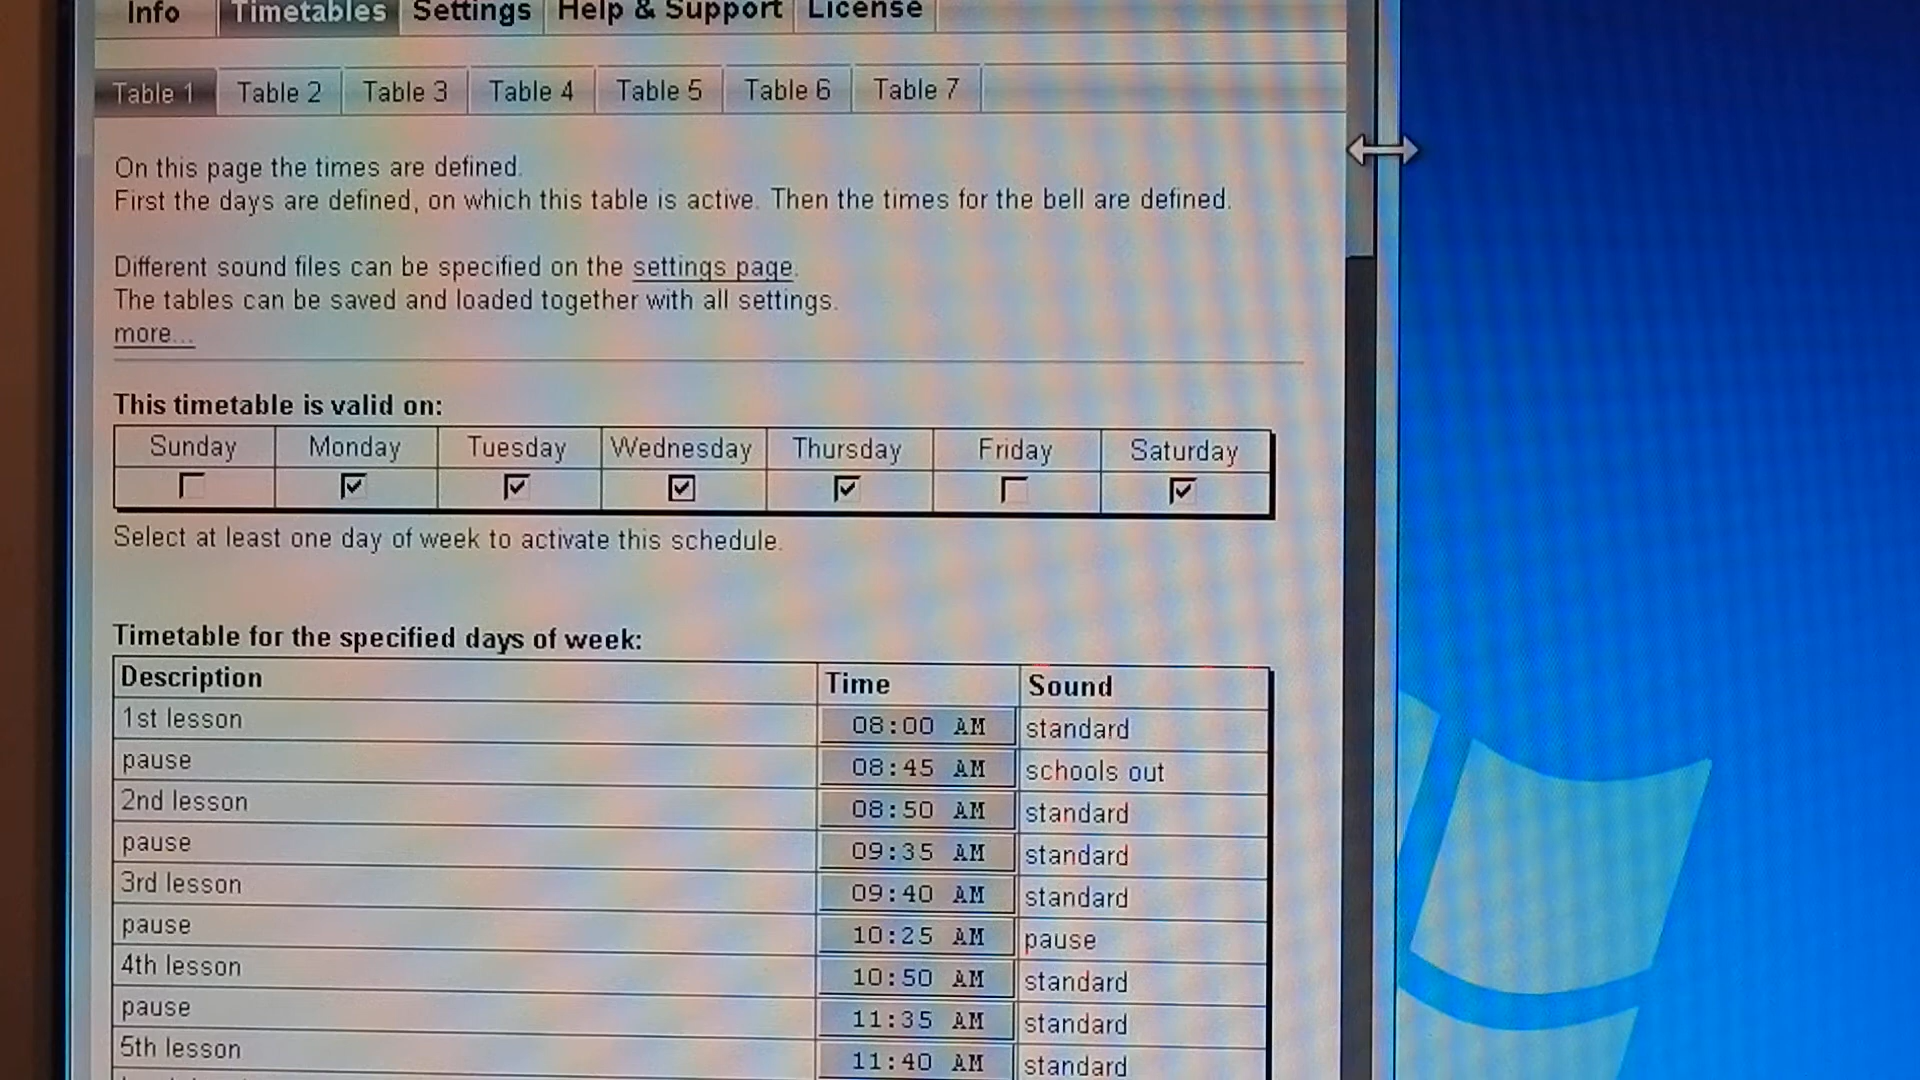 Info Timetables Settings Help & Support License
Table 1 Table 2 Table 3 Table 4 Table 5 Table 6 Table 7
On this page the times are defined.
First the days are defined, on which this table is active. Then the times for the bell are defined.
Different sound files can be specified on the settings page.
The tables can be saved and loaded together with all settings.
more...
This timetable is valid on:
Sunday Monday Tuesday Wednesday Thursday Friday Saturday
Select at least one day of week to activate this schedule.
Timetable for the specified days of week:
Description Time Sound
1st lesson 08:00 AM standard
pause 08:45 AM schools out
2nd lesson 08:50 AM standard
pause 09:35 AM standard
3rd lesson 09:40 AM standard
pause 10:25 AM pause
4th lesson 10:50 AM standard
pause 11:35 AM standard
5th lesson 11:40 AM standard